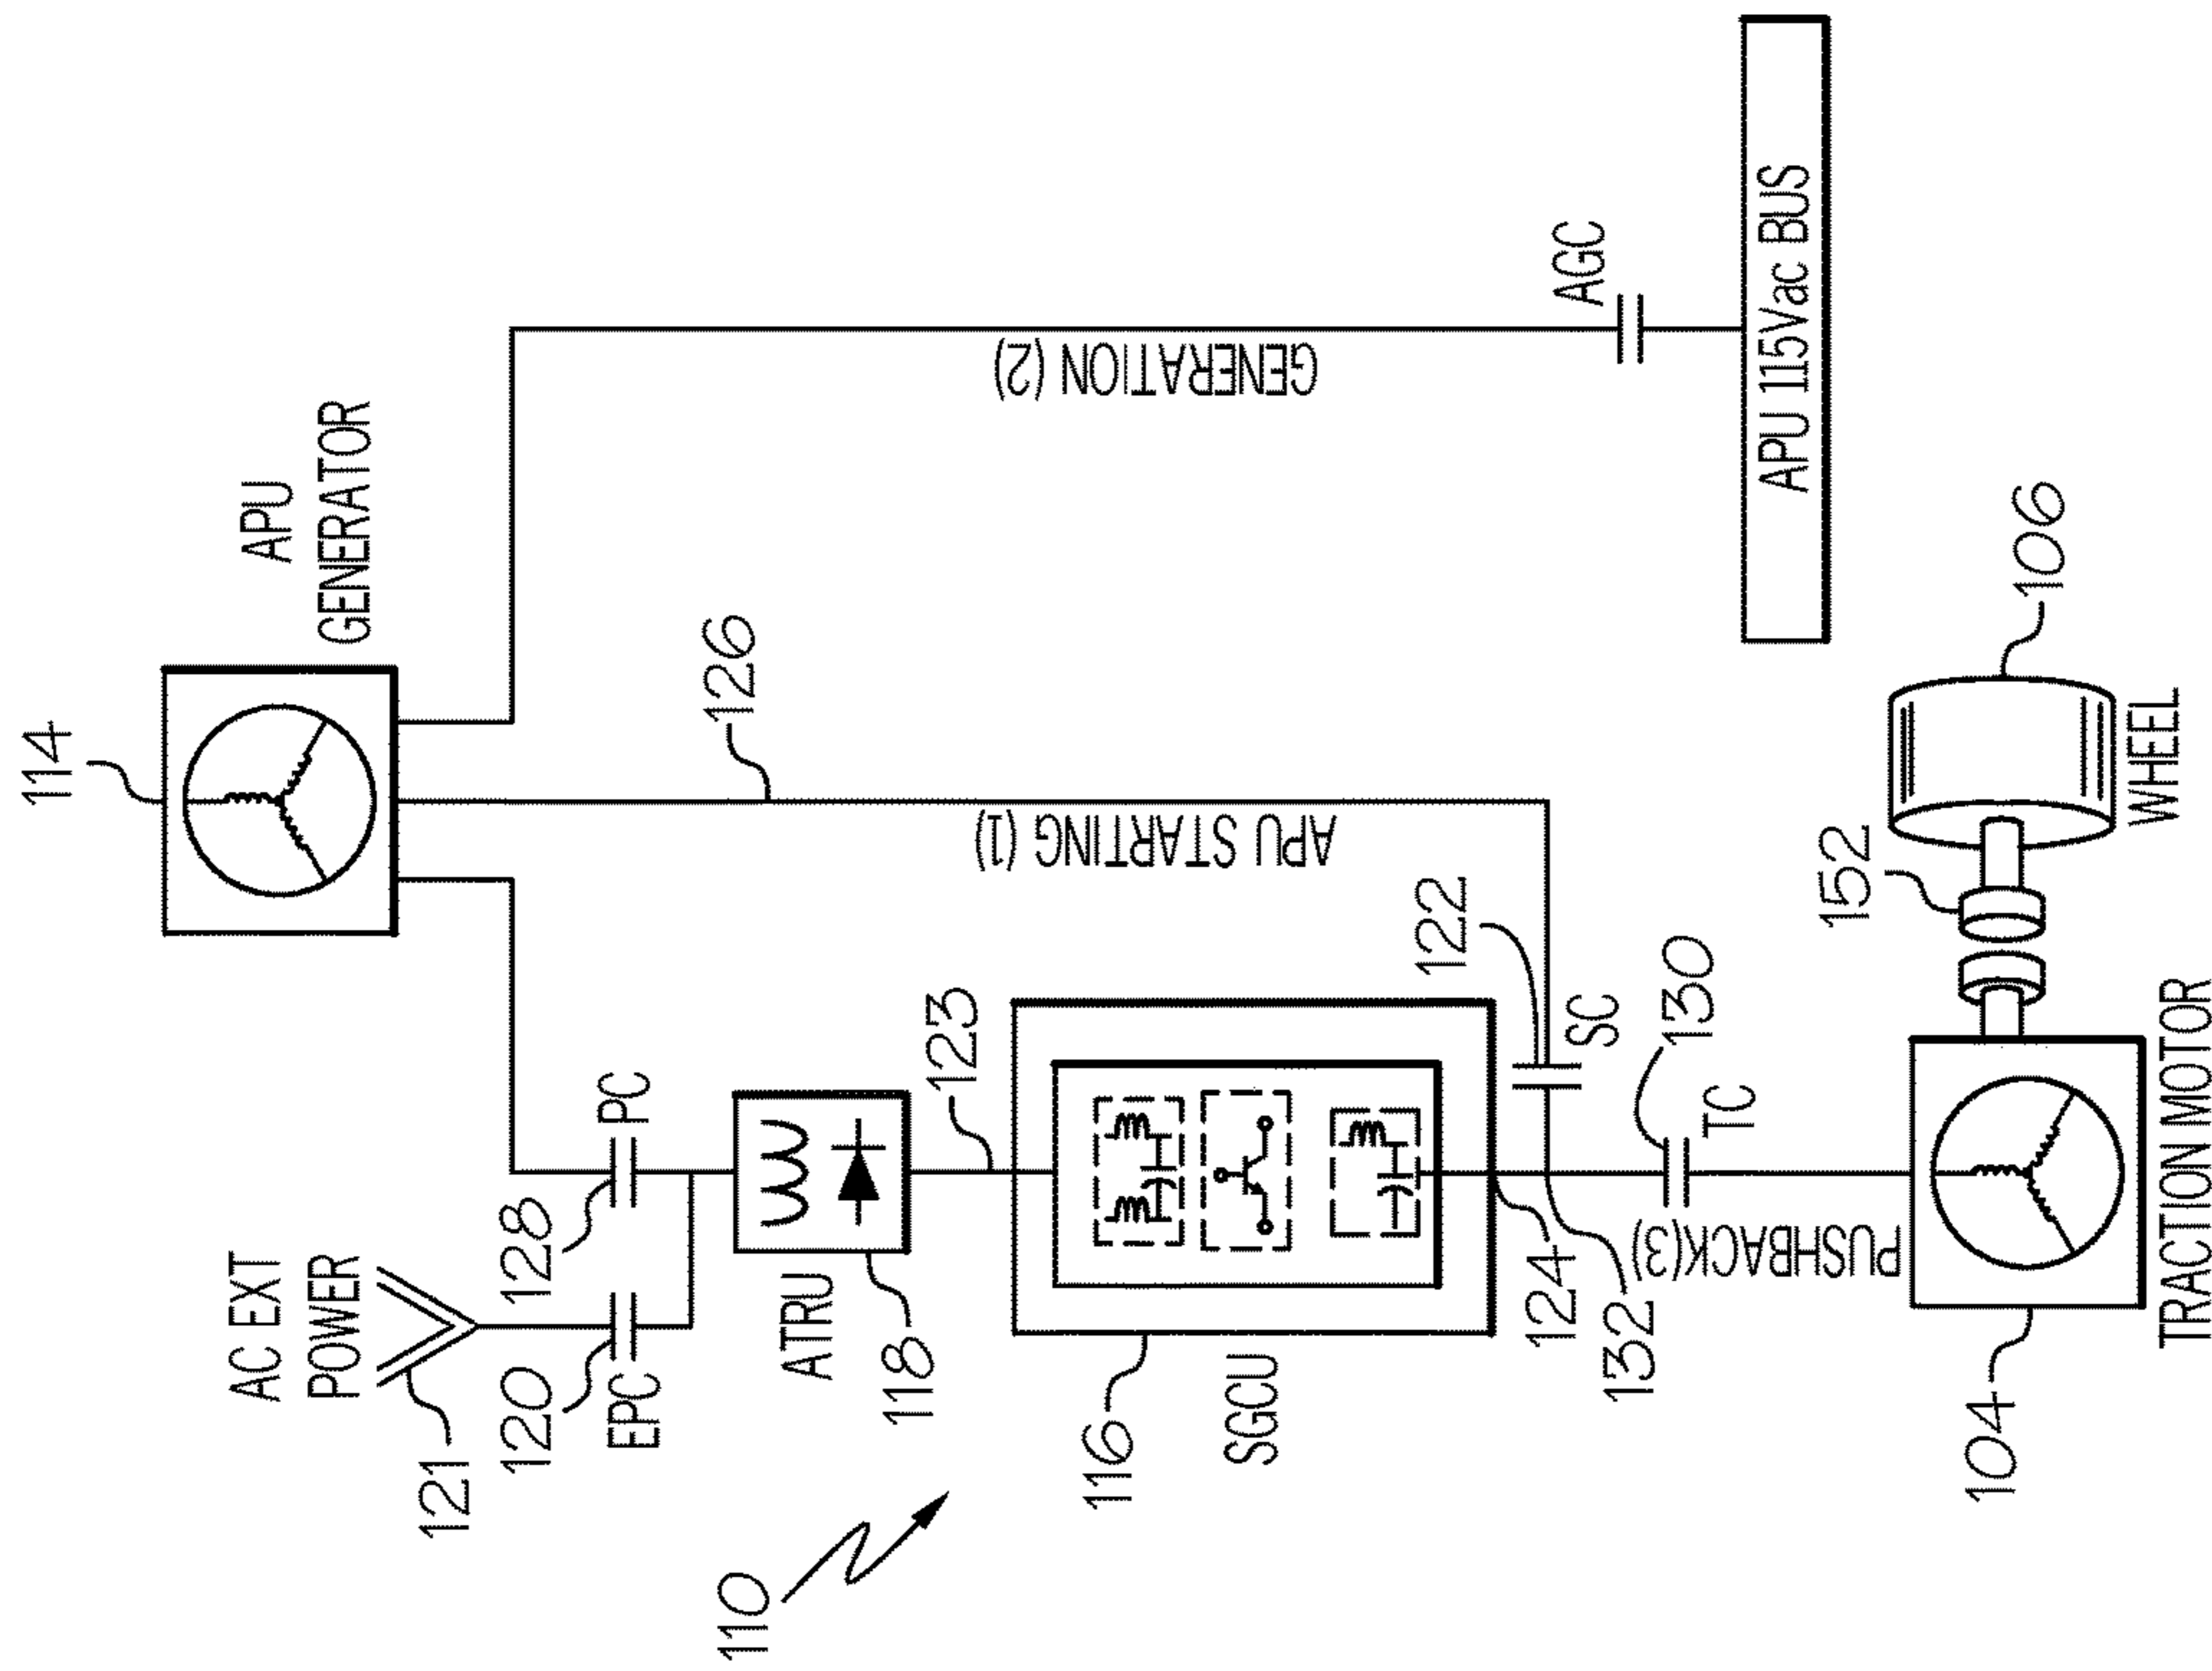 114
APU
GENERATOR
AC EXT
POWER
121
120
EPC
128
PC
126
GENERATION (2)
AGC
APU 115Vac BUS
APU STARTING (1)
ATRU
118
123
110
116
SGCU
122
SC
124
132
130
TC
PUSHBACK(3)
104
TRACTION MOTOR
152
WHEEL
106